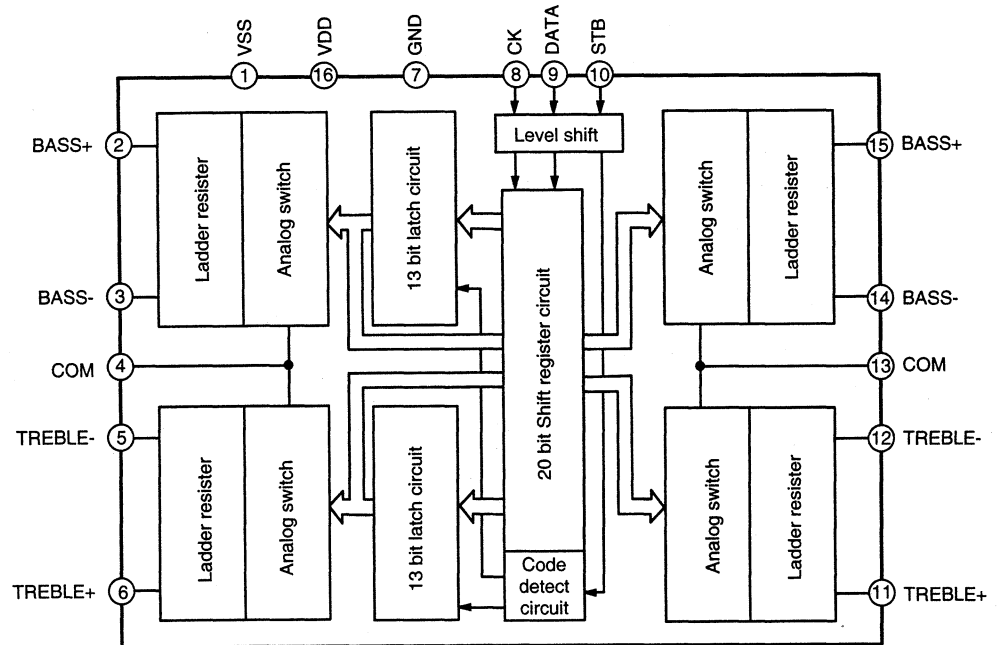 VSS
VDD
GND
CK
DATA
STB
1
16
7
8
9
10
BASS+
2
Ladder resister
Analog switch
13 bit latch circuit
Level shift
Analog switch
Ladder resister
15
BASS+
BASS-
3
20 bit Shift register circuit
14
BASS-
COM
4
13
COM
TREBLE-
5
Ladder resister
Analog switch
13 bit latch circuit
Analog switch
Ladder resister
12
TREBLE-
TREBLE+
6
Code
detect
circuit
11
TREBLE+